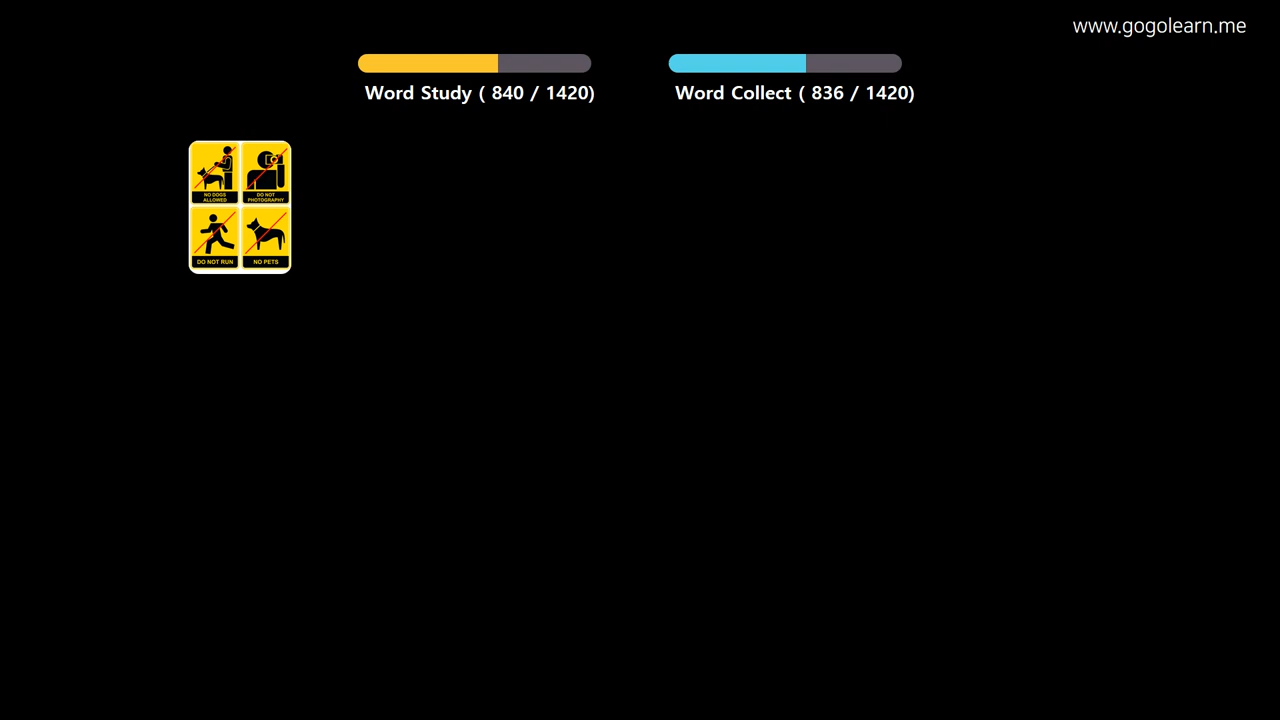 www.gogolearn.me
Word Study ( 840 / 1420)
Word Collect ( 836 / 1420)
NO DOGS
ALLOWED
DO NOT
PHOTOGRAPHY
DO NOT RUN
NO PETS